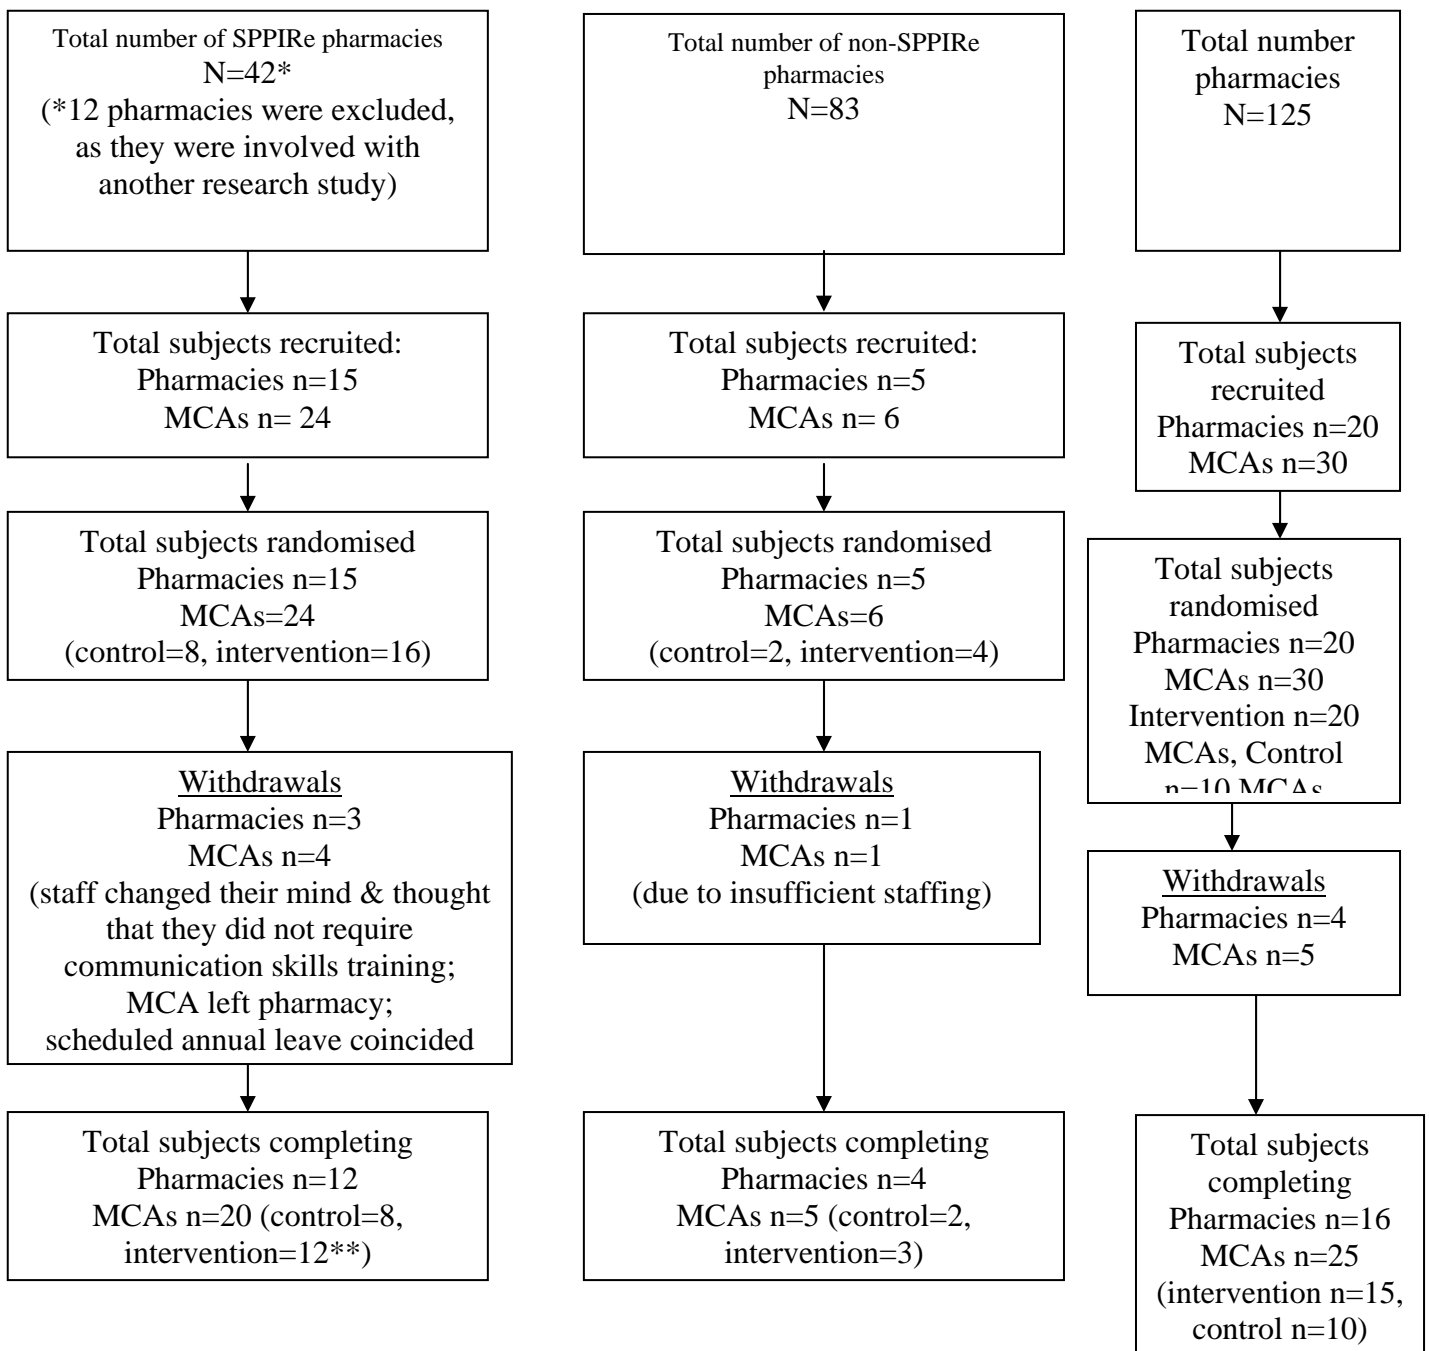 Total number of SPPIRe pharmacies
N=42*
(*12 pharmacies were excluded,
as they were involved with
another research study)
Total number of non-SPPIRe
pharmacies
N=83
Total number
pharmacies
N=125
Total subjects recruited:
Pharmacies n=15
MCAs n= 24
Total subjects recruited:
Pharmacies n=5
MCAs n= 6
Total subjects
recruited
Pharmacies n=20
MCAs n=30
Total subjects randomised
Pharmacies n=15
MCAs=24
(control=8, intervention=16)
Total subjects randomised
Pharmacies n=5
MCAs=6
(control=2, intervention=4)
Total subjects
randomised
Pharmacies n=20
MCAs n=30
Intervention n=20
MCAs, Control
n=10 MCAs
Withdrawals
Pharmacies n=3
MCAs n=4
(staff changed their mind & thought
that they did not require
communication skills training;
MCA left pharmacy;
scheduled annual leave coincided
Withdrawals
Pharmacies n=1
MCAs n=1
(due to insufficient staffing)
Withdrawals
Pharmacies n=4
MCAs n=5
Total subjects completing
Pharmacies n=12
MCAs n=20 (control=8,
intervention=12**)
Total subjects completing
Pharmacies n=4
MCAs n=5 (control=2,
intervention=3)
Total subjects
completing
Pharmacies n=16
MCAs n=25
(intervention n=15,
control n=10)